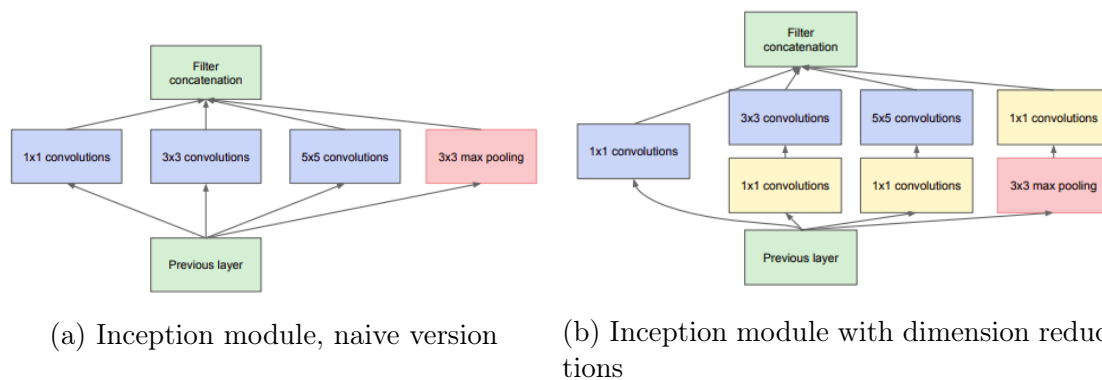 Filter
concatenation
1x1 convolutions
3x3 convolutions
5x5 convolutions
3x3 max pooling
Previous layer
(a) Inception module, naive version
Filter
concatenation
3x3 convolutions
5x5 convolutions
1x1 convolutions
1x1 convolutions
1x1 convolutions
1x1 convolutions
3x3 max pooling
Previous layer
(b) Inception module with dimension reduc
tions